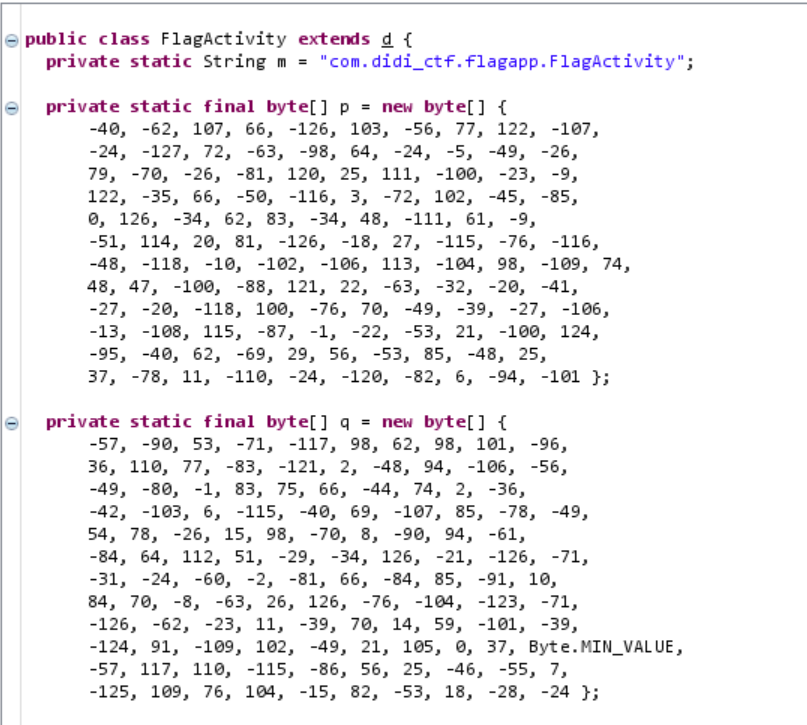 public class FlagActivity extends d {
private static String m = "com.didi_ctf.flagapp.FlagActivity";
private static final byte[] p = new byte[] {
-40, -62, 107, 66, -126, 103, -56, 77, 122, -107,
-24, -127, 72, -63, -98, 64, -24, -5, -49, -26,
79, -70, -26, -81, 120, 25, 111, -100, -23, -9,
122, -35, 66, -50, -116, 3, -72, 102, -45, -85,
0, 126, -34, 62, 83, -34, 48, -111, 61, -9,
-51, 114, 20, 81, -126, -18, 27, -115, -76, -116,
-48, -118, -10, -102, -106, 113, -104, 98, -109, 74,
48, 47, -100, -88, 121, 22, -63, -32, -20, -41,
-27, -20, -118, 100, -76, 70, -49, -39, -27, -106,
-13, -108, 115, -87, -1, -22, -53, 21, -100, 124,
-95, -40, 62, -69, 29, 56, -53, 85, -48, 25,
37, -78, 11, -110, -24, -120, -82, 6, -94, -101 };
private static final byte[] q = new byte[] {
-57, -90, 53, -71, -117, 98, 62, 98, 101, -96,
36, 110, 77, -83, -121, 2, -48, 94, -106, -56,
-49, -80, -1, 83, 75, 66, -44, 74, 2, -36,
-42, -103, 6, -115, -40, 69, -107, 85, -78, -49,
54, 78, -26, 15, 98, -70, 8, -90, 94, -61,
-84, 64, 112, 51, -29, -34, 126, -21, -126, -71,
-31, -24, -60, -2, -81, 66, -84, 85, -91, 10,
84, 70, -8, -63, 26, 126, -76, -104, -123, -71,
-126, -62, -23, 11, -39, 70, 14, 59, -101, -39,
-124, 91, -109, 102, -49, 21, 105, 0, 37, Byte.MIN_VALUE,
-57, 117, 110, -115, -86, 56, 25, -46, -55, 7,
-125, 109, 76, 104, -15, 82, -53, 18, -28, -24 };